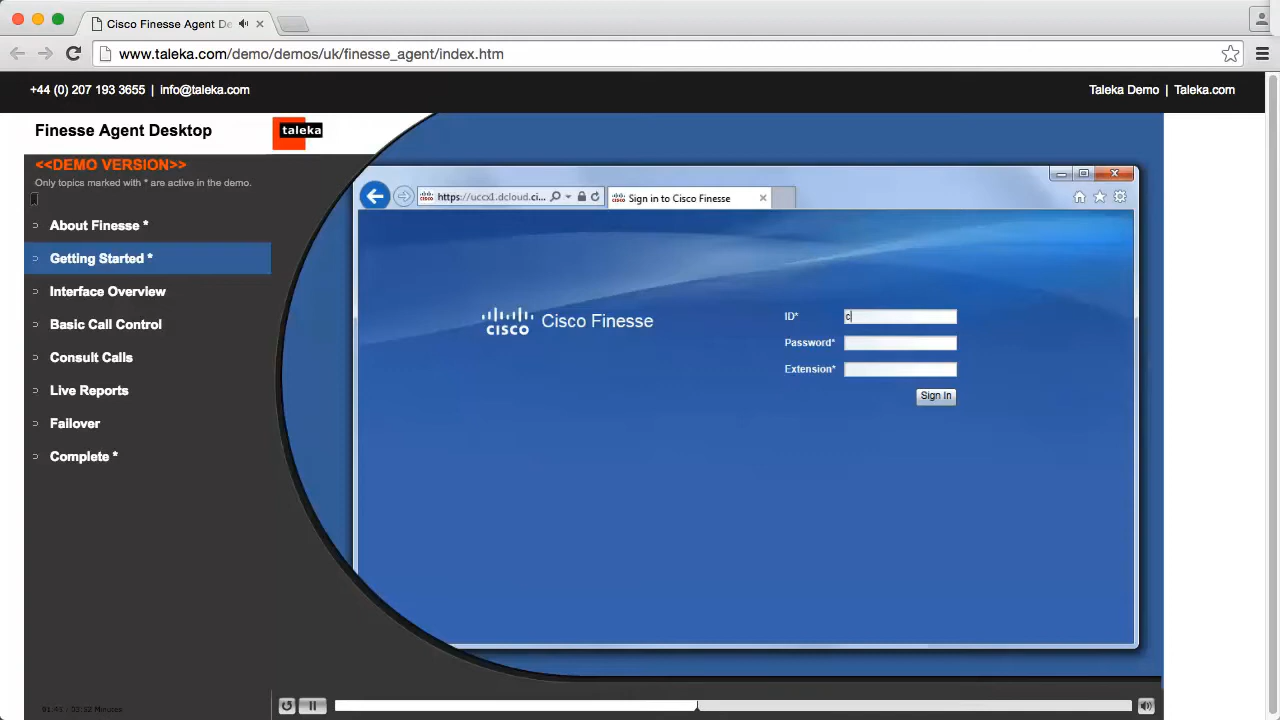 Cisco Finesse Agent De
www.taleka.com/demo/demos/uk/finesse_agent/index.htm
+44 (0) 207 193 3655 | info@taleka.com
Taleka Demo | Taleka.com
Finesse Agent Desktop
taleka
<<DEMO VERSION>>
Only topics marked with * are active in the demo.
About Finesse *
Getting Started *
Interface Overview
Basic Call Control
Consult Calls
Live Reports
Failover
Complete *
https://uccx1.dcloud.ci...
Sign in to Cisco Finesse
CISCO
Cisco Finesse
ID*
c
Password*
Extension*
Sign In
Minutes